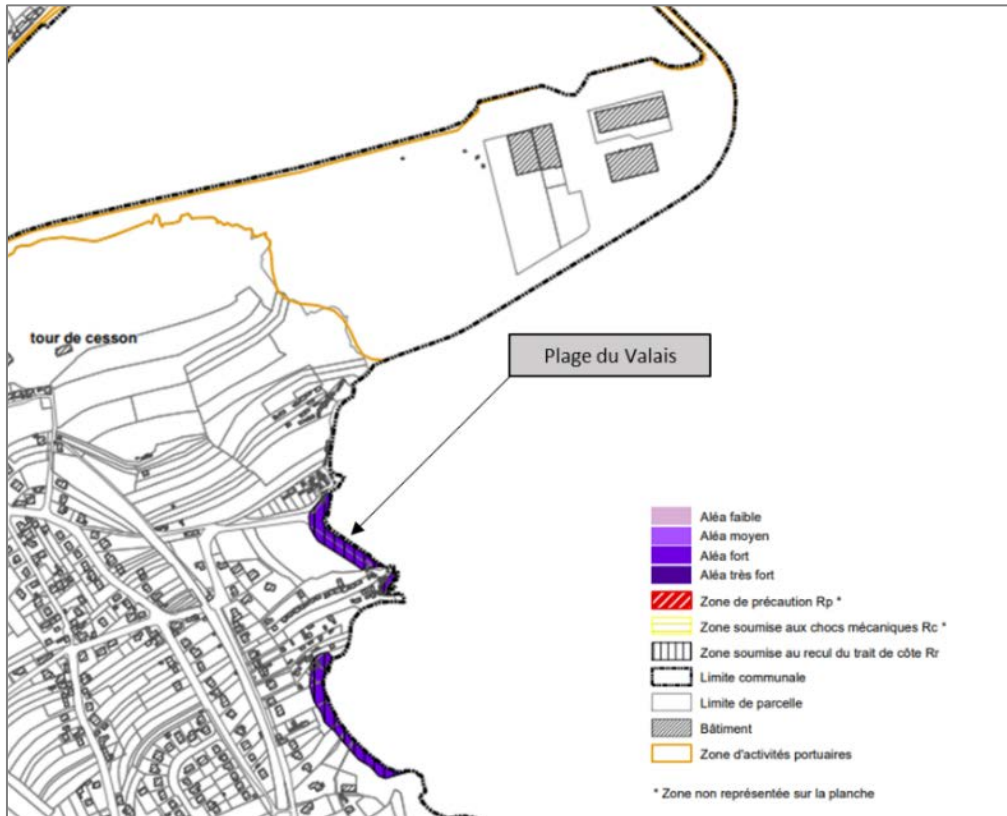 tour de cesson
Plage du Valais
Aléa faible
Aléa moyen
Aléa fort
Aléa très fort
Zone de précaution Rp *
Zone soumise aux chocs mécaniques Rc *
Zone soumise au recul du trait de côte Rr
Limite communale
Limite de parcelle
Bâtiment
Zone d'activités portuaires
* Zone non représentée sur la planche